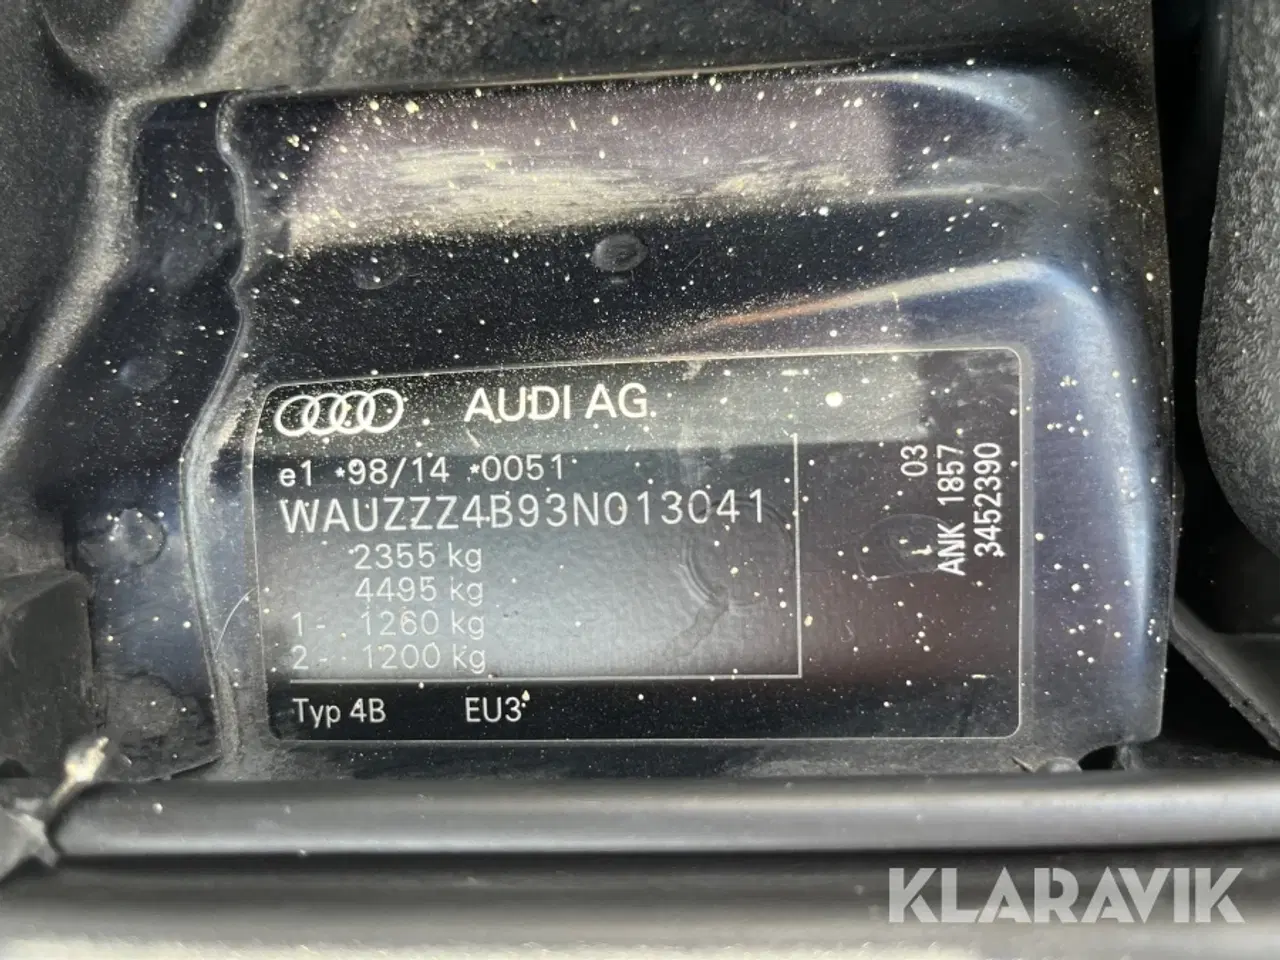 AUDI AG.
e1 *98/14 *0051
WAUZZZ4B93N013041
2355 kg
4495 kg
1- 1260 kg
2- 1200 kg
Typ 4B EU3
03
ANK 1857
3452390
KLARAVIK